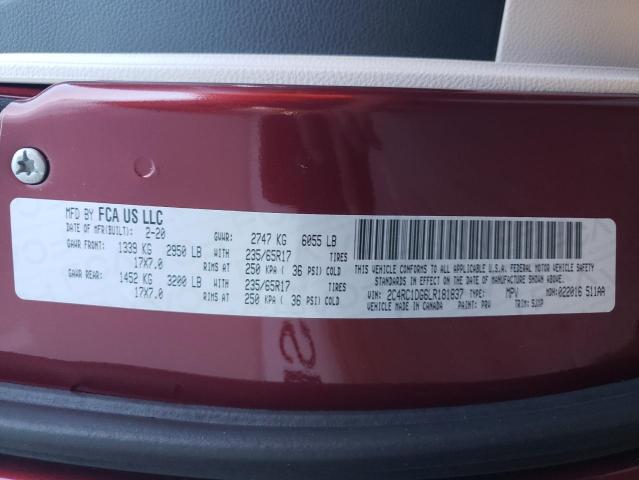 MFD BY FCA US LLC
DATE OF MFR(BUILT): 2-20 GVWR: 2747 KG 6055 LB
GAWR FRONT: 1339 KG 2950 LB WITH 235/65R17 TIRES
17X7.0 RIMS AT 250 KPA ( 36 PSI) COLD
GAWR REAR: 1452 KG 3200 LB WITH 235/65R17 TIRES
17X7.0 RIMS AT 250 KPA ( 36 PSI) COLD
THIS VEHICLE CONFORMS TO ALL APPLICABLE U.S.FEDERAL MOTOR VEHICLE SAFETY
STANDARDS IN EFFECT ON THE DATE OF MANUFACTURE SHOWN ABOVE.
VIN: 2C4RC1DG6LR181837 TYPE: MPV MDH:022016 511AA
VEHICLE MADE IN CANADA PAINT: PRV TRIM: